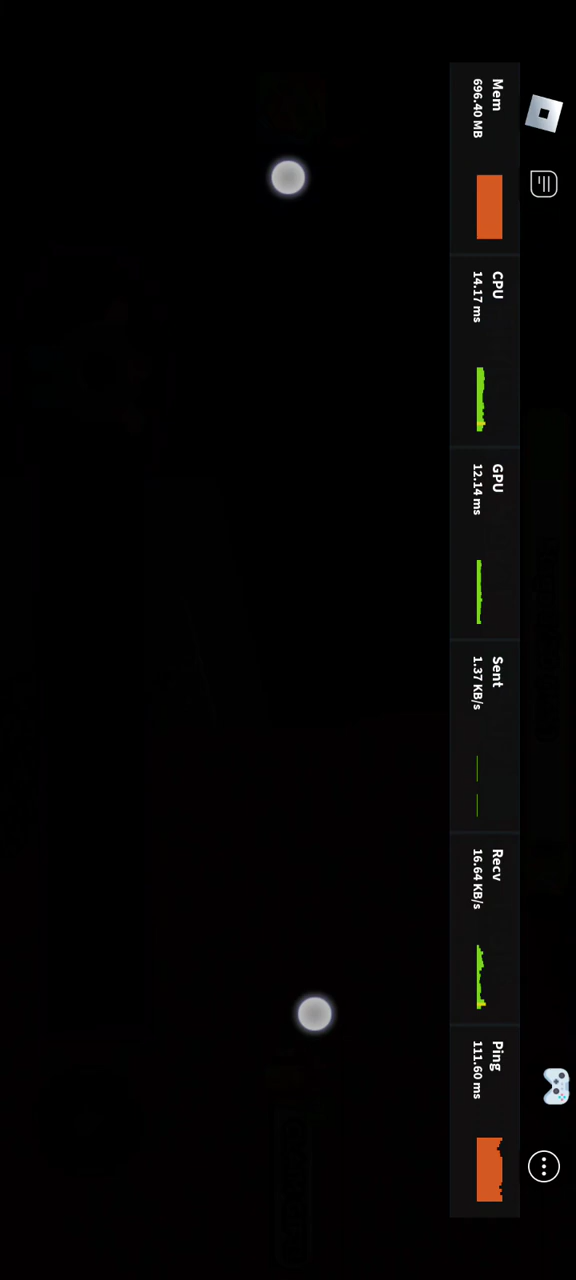 Mem
696.40 MB
CPU
14.17 ms
GPU
12.14 ms
Sent
1.37 KB/s
Recv
16.64 KB/s
Ping
111.60 ms